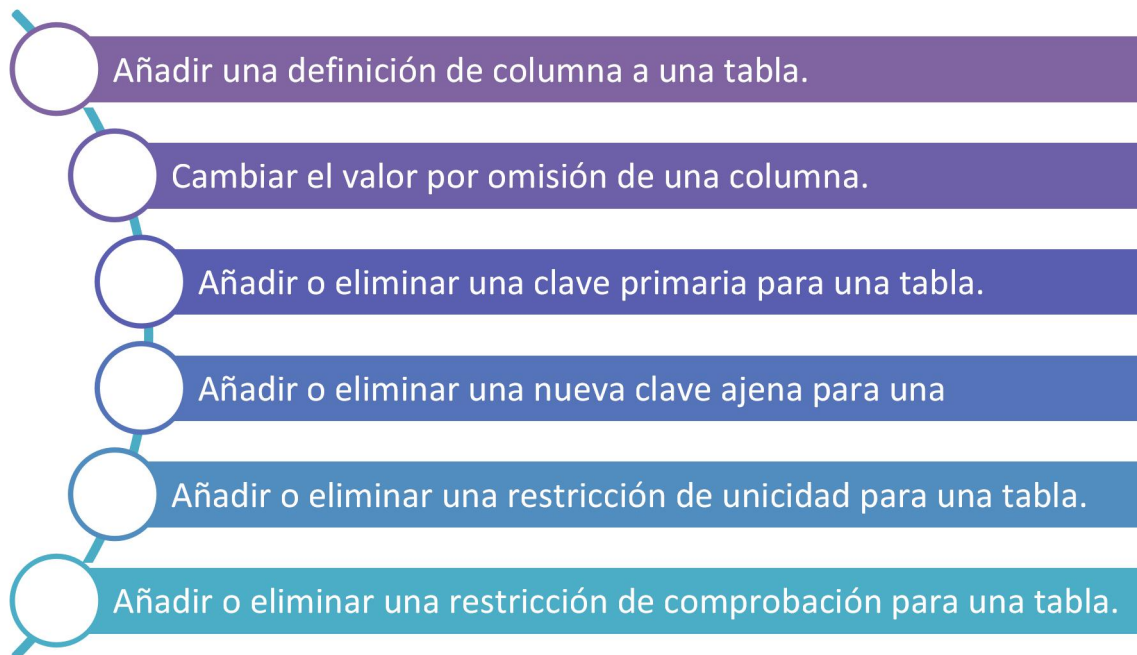 Añadir una definición de columna a una tabla.
Cambiar el valor por omisión de una columna.
Añadir o eliminar una clave primaria para una tabla.
Añadir o eliminar una nueva clave ajena para una
Añadir o eliminar una restricción de unicidad para una tabla.
Añadir o eliminar una restricción de comprobación para una tabla.